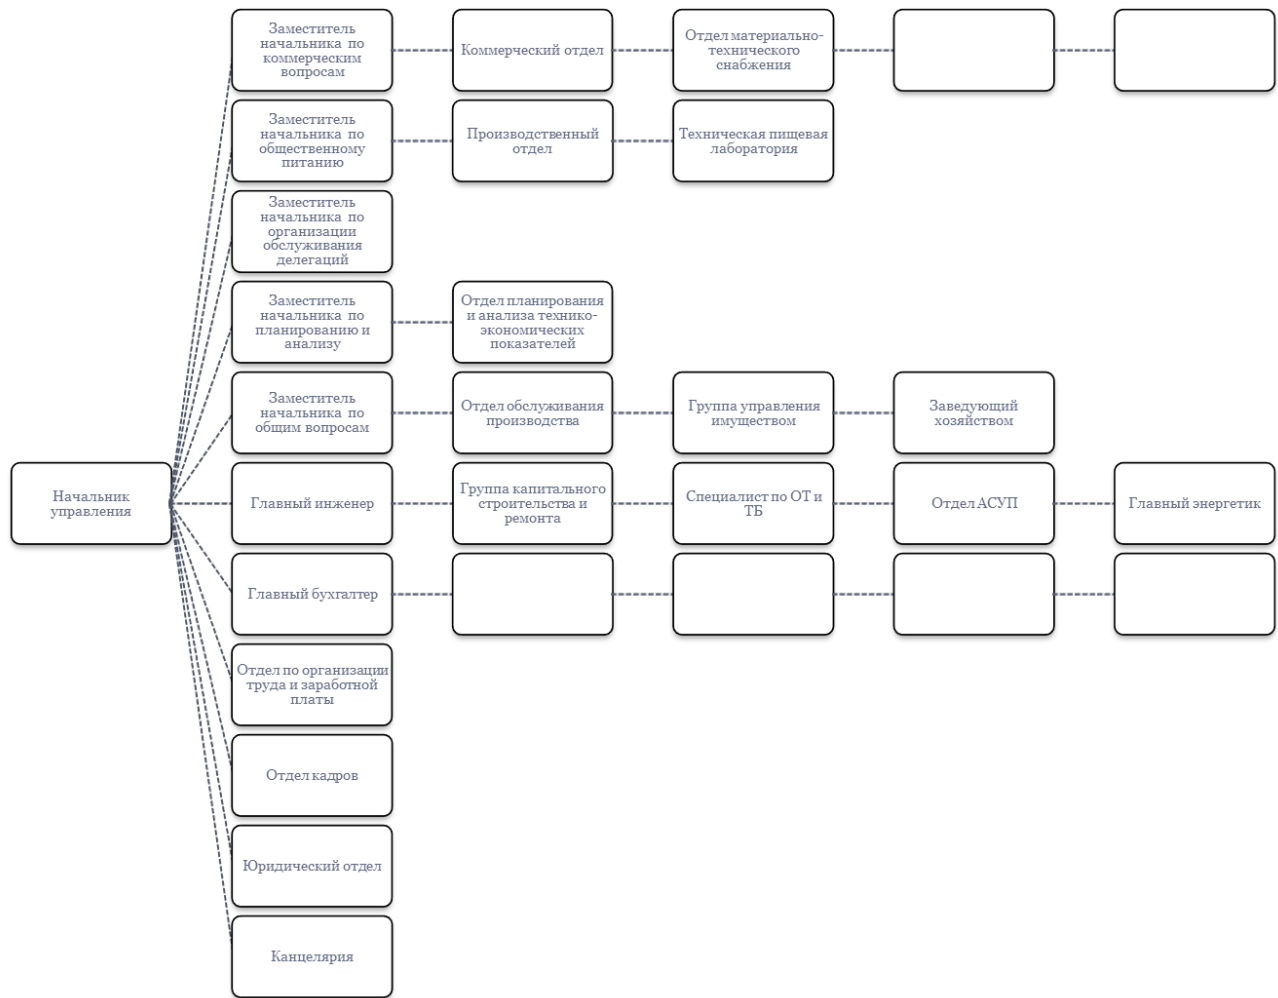 Заместитель
начальника по
коммерческим
вопросам
Коммерческий отдел
Отдел материально-
технического
снабжения
Заместитель
начальника по
общественному
питанию
Производственный
отдел
Техническая пищевая
лаборатория
Заместитель
начальника по
организации
обслуживания
делегаций
Заместитель
начальника по
планированию и
анализу
Отдел планирования
и анализа технико-
экономических
показателей
Заместитель
начальника по
общим вопросам
Отдел обслуживания
производства
Группа управления
имуществом
Заведующий
хозяйством
Начальник
управления
Главный инженер
Группа капитального
строительства и
ремонта
Специалист по ОТ и
ТБ
Отдел АСУП
Главный энергетик
Главный бухгалтер
Отдел по организации
труда и заработной
платы
Отдел кадров
Юридический отдел
Канцелярия